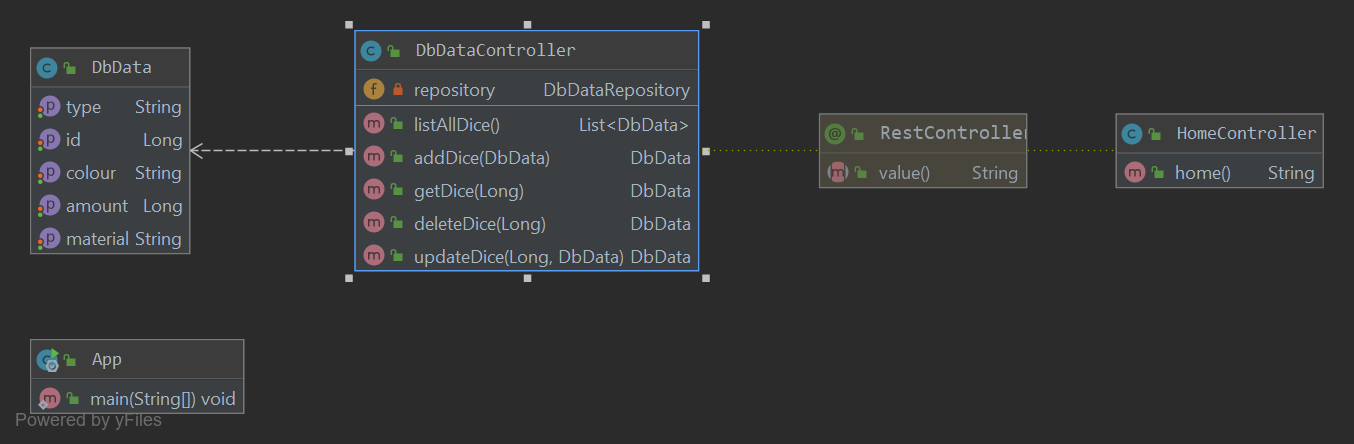 DbData
type String
id Long
colour String
amount Long
material String
DbDataController
repository DbDataRepository
listAllDice() List<DbData>
addDice(DbData) DbData
getDice(Long) DbData
deleteDice(Long) DbData
updateDice(Long, DbData) DbData
RestController
value() String
HomeController
home() String
App
main(String[]) void
Powered by yFiles